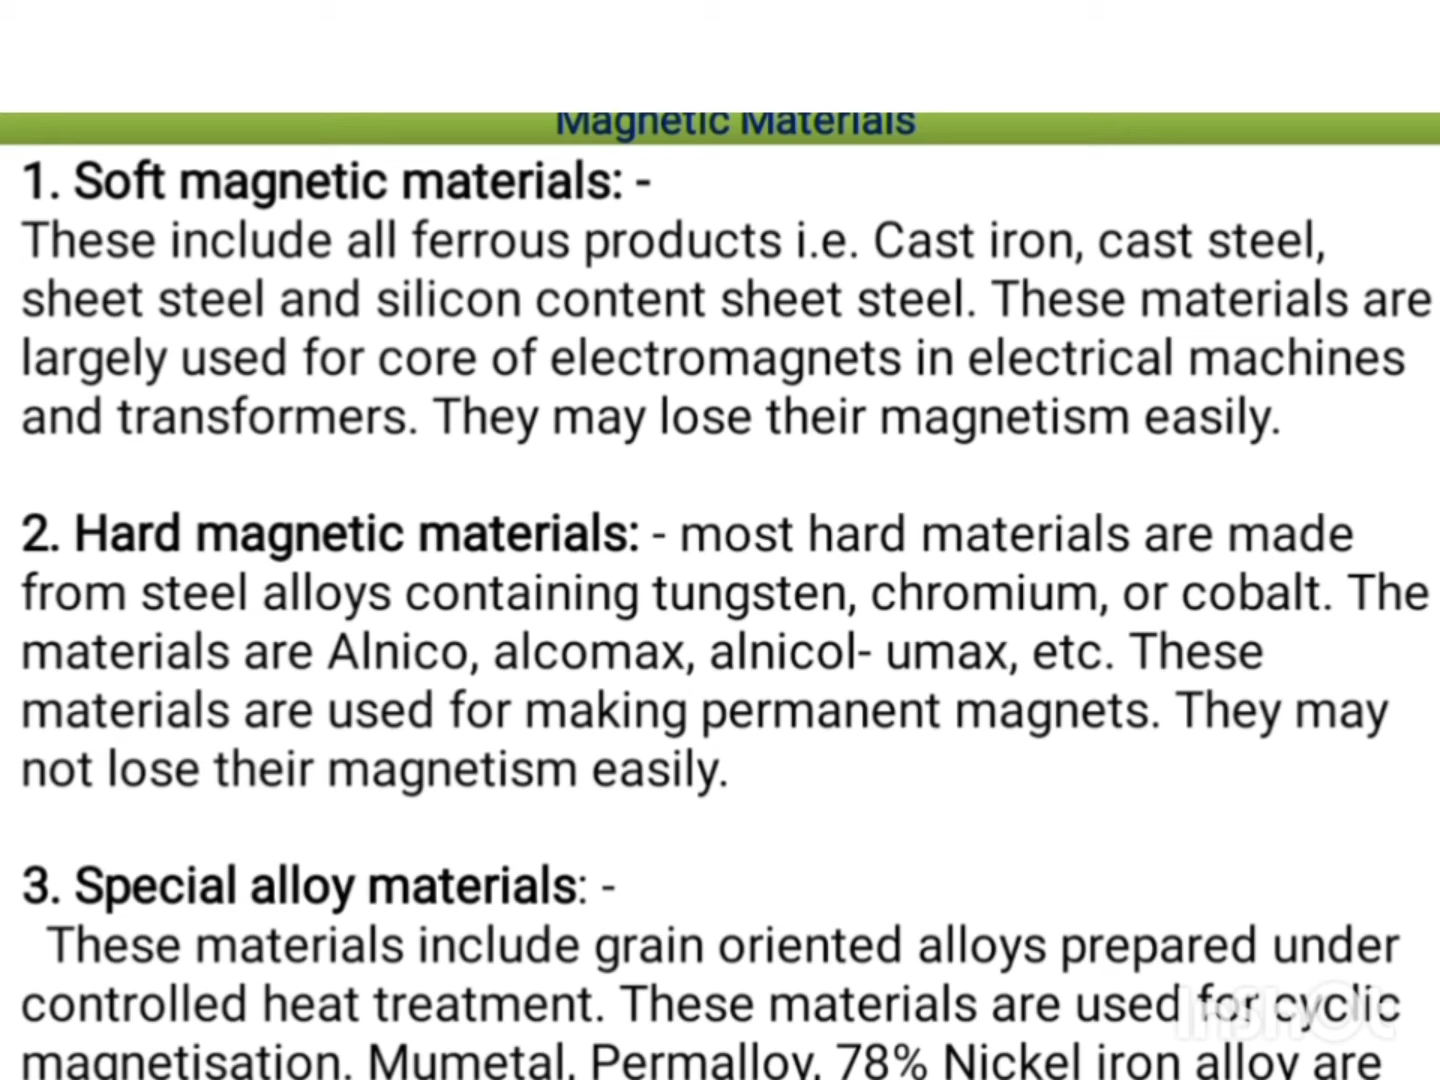 Magnetic Materials
1. Soft magnetic materials: -
These include all ferrous products i.e. Cast iron, cast steel,
sheet steel and silicon content sheet steel. These materials are
largely used for core of electromagnets in electrical machines
and transformers. They may lose their magnetism easily.
2. Hard magnetic materials: - most hard materials are made
from steel alloys containing tungsten, chromium, or cobalt. The
materials are Alnico, alcomax, alnicol- umax, etc. These
materials are used for making permanent magnets. They may
not lose their magnetism easily.
3. Special alloy materials: -
These materials include grain oriented alloys prepared under
controlled heat treatment. These materials are used for cyclic
magnetisation. Mumetal, Permalloy, 78% Nickel iron alloy are
InShOt